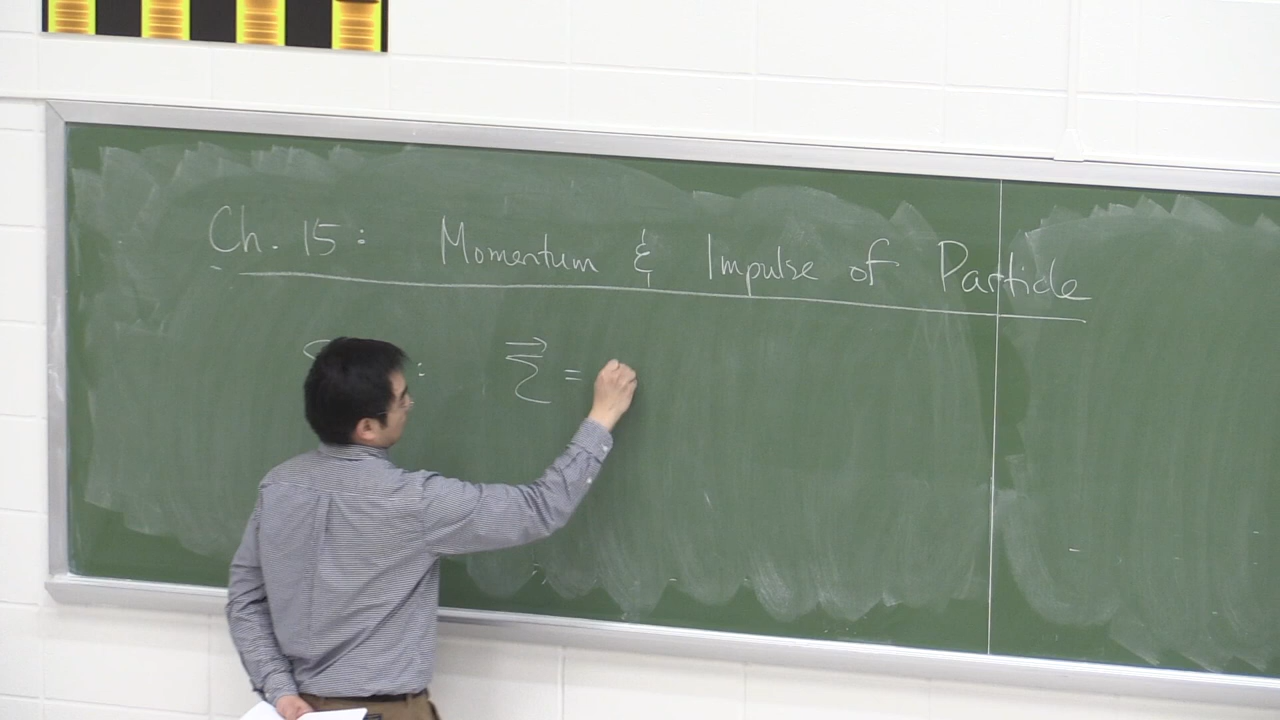 Ch. 15: Momentum & Impulse of Particle
: →Σ =